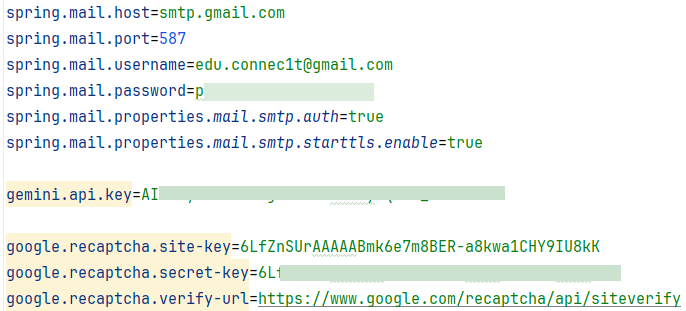 spring.mail.host=smtp.gmail.com
spring.mail.port=587
spring.mail.username=edu.connec1t@gmail.com
spring.mail.password=p
spring.mail.properties.mail.smtp.auth=true
spring.mail.properties.mail.smtp.starttls.enable=true
gemini.api.key=AI
google.recaptcha.site-key=6LfZnSUrAAAAABmk6e7m8BER-a8kwa1CHY9IU8kK
google.recaptcha.secret-key=6L
google.recaptcha.verify-url=https://www.google.com/recaptcha/api/siteverify